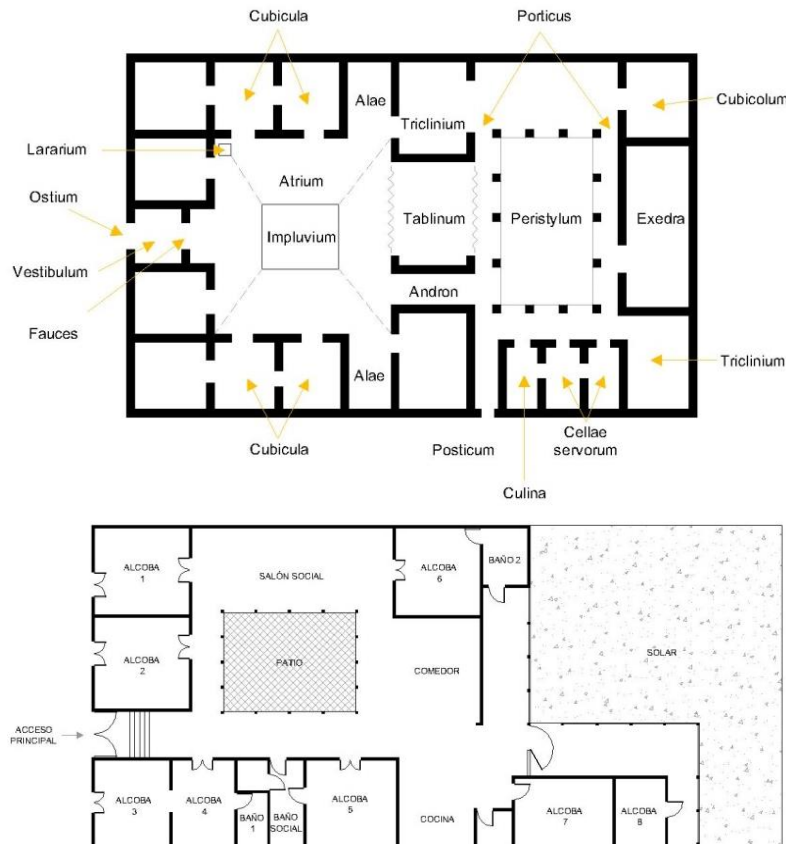 Cubicula
Porticus
Alae
Cubicolum
Triclinium
Lararium
Atrium
Ostium
Tablinum
Peristylum
Exedra
Impluvium
Vestibulum
Andron
Fauces
Alae
Triclinium
Cubicula
Posticum
Cellae
servorum
Culina
ALCOBA
1
SALÓN SOCIAL
ALCOBA
6
BAÑO 2
ALCOBA
2
PATIO
COMEDOR
SOLAR
ACCESO
PRINCIPAL
ALCOBA
3
ALCOBA
4
BAÑO
1
BAÑO
SOCIAL
ALCOBA
5
COCINA
ALCOBA
7
ALCOBA
8